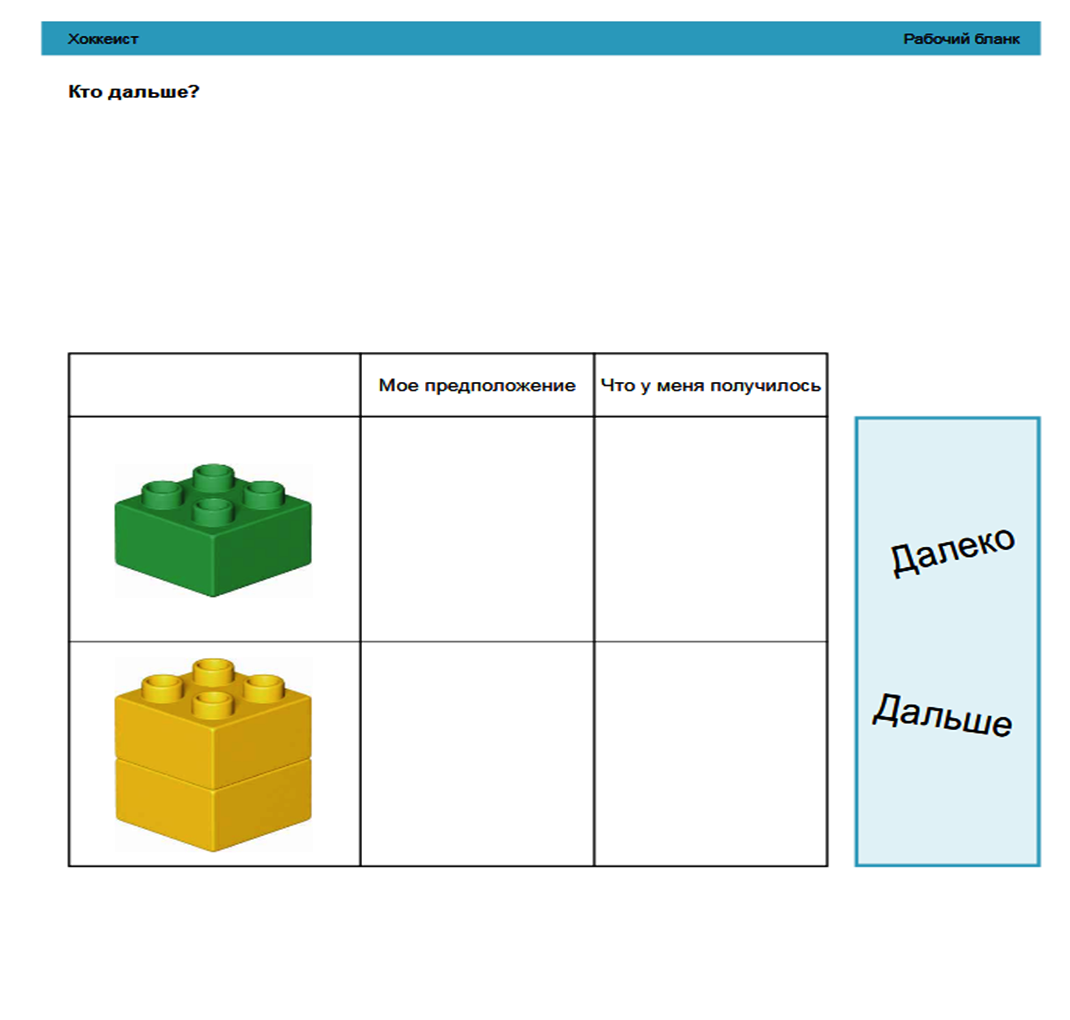 Хоккеист
Рабочий бланк
Кто дальше?
Мое предположение
Что у меня получилось
Далеко
Дальше